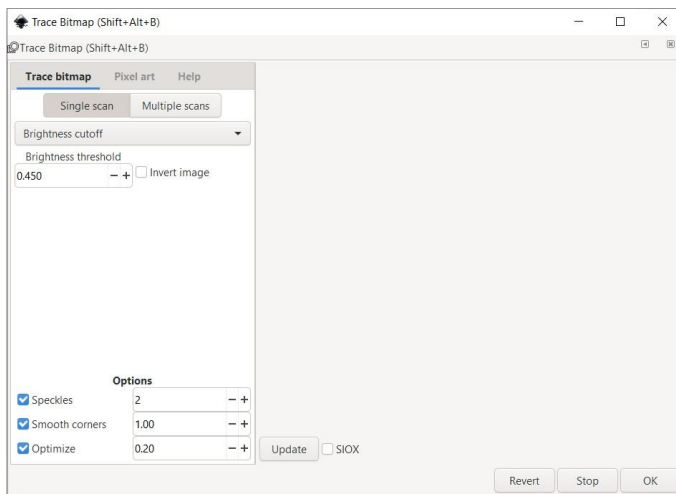 Trace Bitmap (Shift+Alt+B)
Trace Bitmap (Shift+Alt+B)
Trace bitmap Pixel art Help
Single scan Multiple scans
Brightness cutoff
Brightness threshold
0.450 − + Invert image
Options
Speckles 2 − +
Smooth corners 1.00 − +
Optimize 0.20 − +
Update SIOX
Revert Stop OK